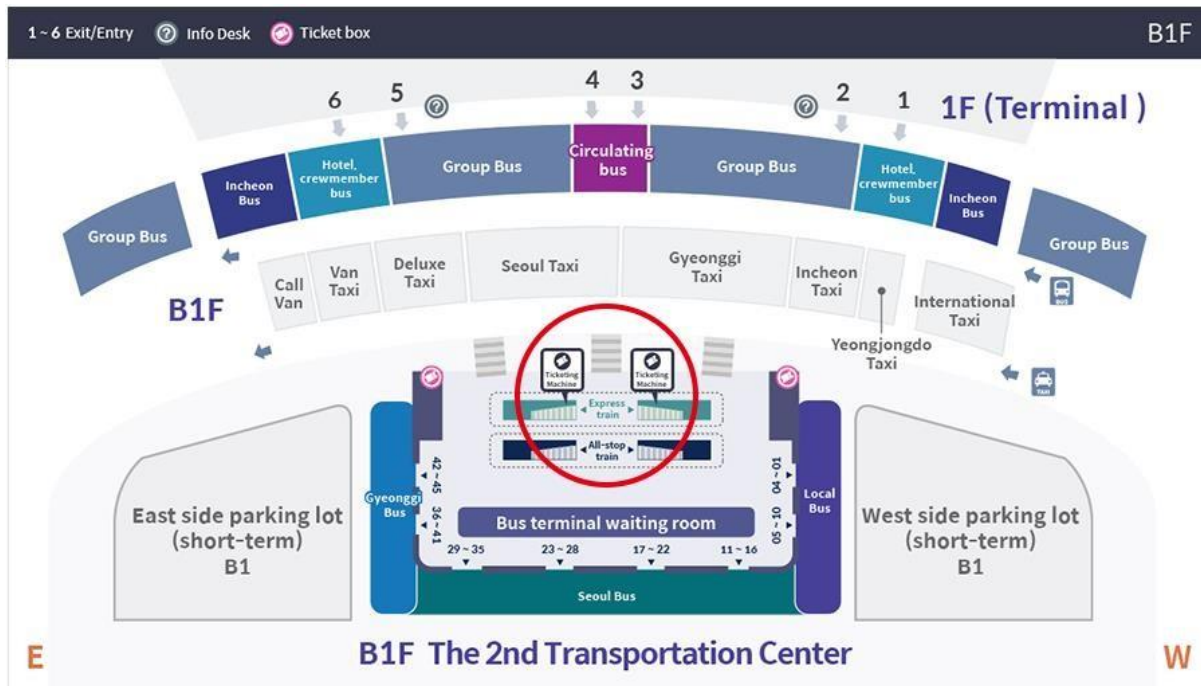 1 ~ 6 Exit/Entry
Info Desk
Ticket box
B1F
6
5
4
3
2
1
1F (Terminal )
Group Bus
Incheon
Bus
Hotel,
crewmember
bus
Group Bus
Circulating
bus
Group Bus
Hotel,
crewmember
bus
Incheon
Bus
Group Bus
BUS
B1F
Call
Van
Van
Taxi
Deluxe
Taxi
Seoul Taxi
Gyeonggi
Taxi
Incheon
Taxi
Yeongjongdo
Taxi
International
Taxi
TAXI
Ticketing
Machine
Ticketing
Machine
Express
train
All-stop
train
East side parking lot
(short-term)
B1
Gyeonggi
Bus
42 ~ 45
36 ~ 41
Bus terminal waiting room
04 ~ 01
05 ~ 10
Local
Bus
29 ~ 35
23 ~ 28
17 ~ 22
11 ~ 16
Seoul Bus
West side parking lot
(short-term)
B1
E
B1F The 2nd Transportation Center
W